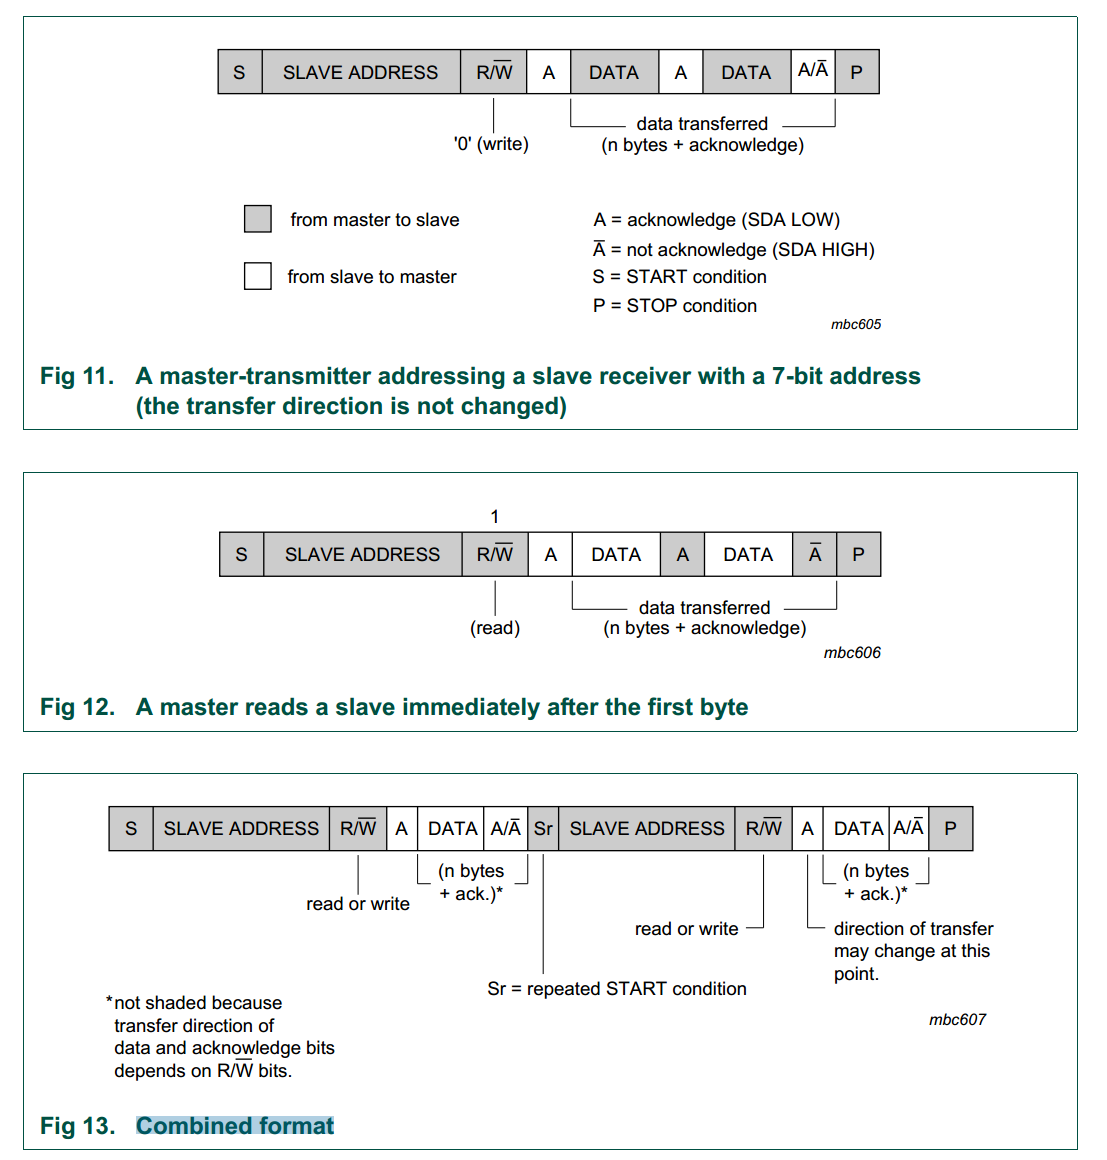 S SLAVE ADDRESS R/W̅ A DATA A DATA A/A̅ P
data transferred
'0' (write) (n bytes + acknowledge)
from master to slave
from slave to master
A = acknowledge (SDA LOW)
A̅ = not acknowledge (SDA HIGH)
S = START condition
P = STOP condition
mbc605
Fig 11. A master-transmitter addressing a slave receiver with a 7-bit address
(the transfer direction is not changed)
1
S SLAVE ADDRESS R/W̅ A DATA A DATA A̅ P
data transferred
(read) (n bytes + acknowledge)
mbc606
Fig 12. A master reads a slave immediately after the first byte
S SLAVE ADDRESS R/W̅ A DATA A/A̅ Sr SLAVE ADDRESS R/W̅ A DATA A/A̅ P
read or write
(n bytes
+ ack.)*
read or write
(n bytes
+ ack.)*
direction of transfer
may change at this
point.
Sr = repeated START condition
*not shaded because
transfer direction of
data and acknowledge bits
depends on R/W̅ bits.
mbc607
Fig 13. Combined format